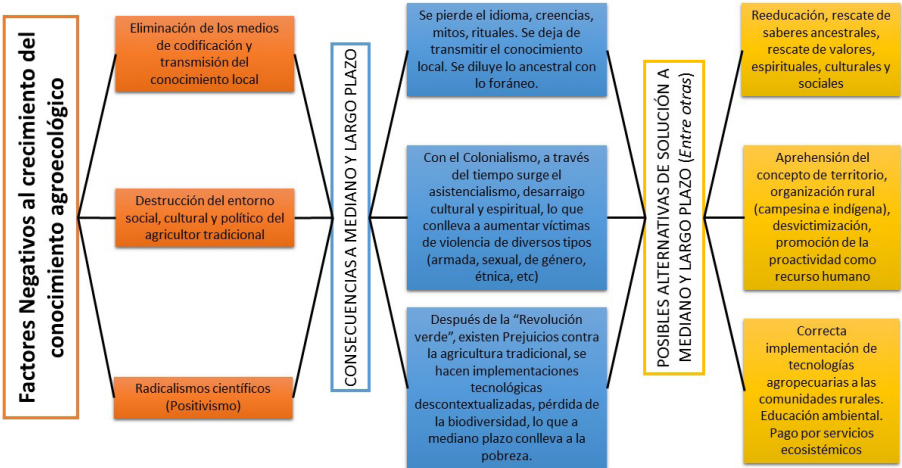 Factores Negativos al crecimiento del
conocimiento agroecológico
Eliminación de los medios
de codificación y
transmisión del
conocimiento local
Destrucción del entorno
social, cultural y político del
agricultor tradicional
Radicalismos científicos
(Positivismo)
CONSECUENCIAS A MEDIANO Y LARGO PLAZO
Se pierde el idioma, creencias,
mitos, rituales. Se deja de
transmitir el conocimiento
local. Se diluye lo ancestral con
lo foráneo.
Con el Colonialismo, a través
del tiempo surge el
asistencialismo, desarraigo
cultural y espiritual, lo que
conlleva a aumentar víctimas
de violencia de diversos tipos
(armada, sexual, de género,
étnica, etc)
Después de la “Revolución
verde”, existen Prejuicios contra
la agricultura tradicional, se
hacen implementaciones
tecnológicas
descontextualizadas, pérdida de
la biodiversidad, lo que a
mediano plazo conlleva a la
pobreza.
POSIBLES ALTERNATIVAS DE SOLUCIÓN A
MEDIANO Y LARGO PLAZO (Entre otras)
Reeducación, rescate de
saberes ancestrales,
rescate de valores,
espirituales, culturales y
sociales
Aprehensión del
concepto de territorio,
organización rural
(campesina e indígena),
desvictimización,
promoción de la
proactividad como
recurso humano
Correcta
implementación de
tecnologías
agropecuarias a las
comunidades rurales.
Educación ambiental.
Pago por servicios
ecosistémicos